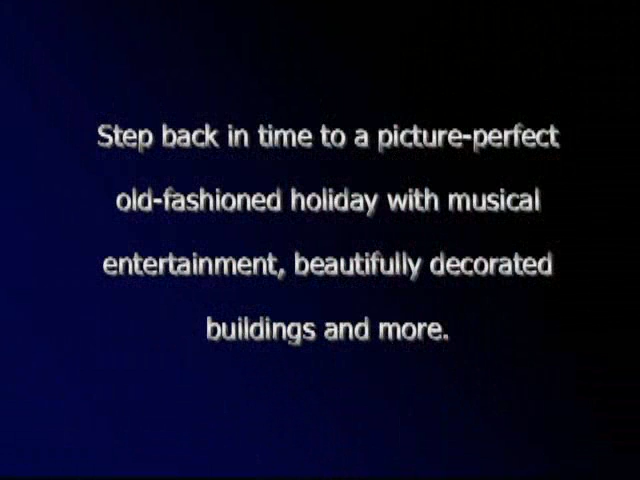 Step back in time to a picture-perfect
old-fashioned holiday with musical
entertainment, beautifully decorated
buildings and more.